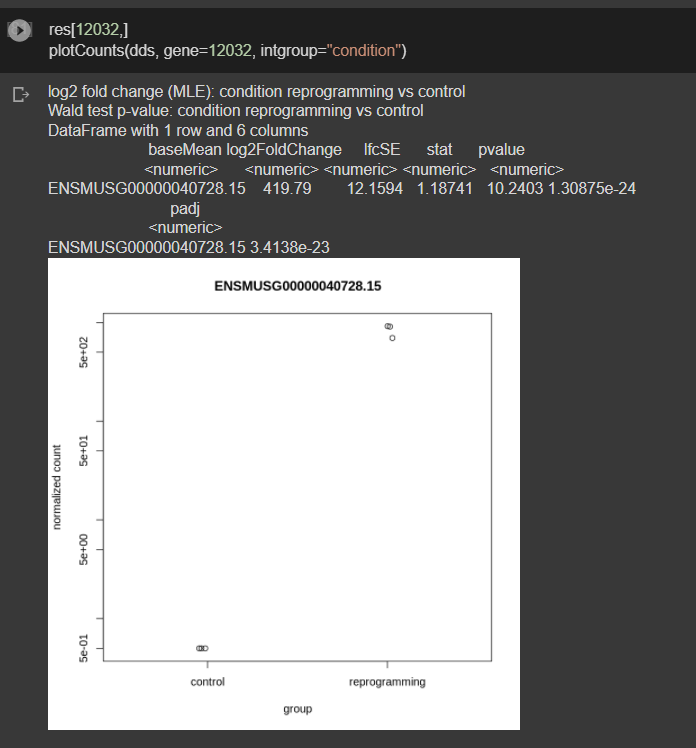 res[12032,]
plotCounts(dds, gene=12032, intgroup="condition")
log2 fold change (MLE): condition reprogramming vs control
Wald test p-value: condition reprogramming vs control
DataFrame with 1 row and 6 columns
baseMean log2FoldChange lfcSE stat pvalue
<numeric> <numeric> <numeric> <numeric> <numeric>
ENSMUSG00000040728.15 419.79 12.1594 1.18741 10.2403 1.30875e-24
padj
<numeric>
ENSMUSG00000040728.15 3.4138e-23
ENSMUSG00000040728.15
5e+02
5e+01
5e+00
5e-01
normalized count
control reprogramming
group